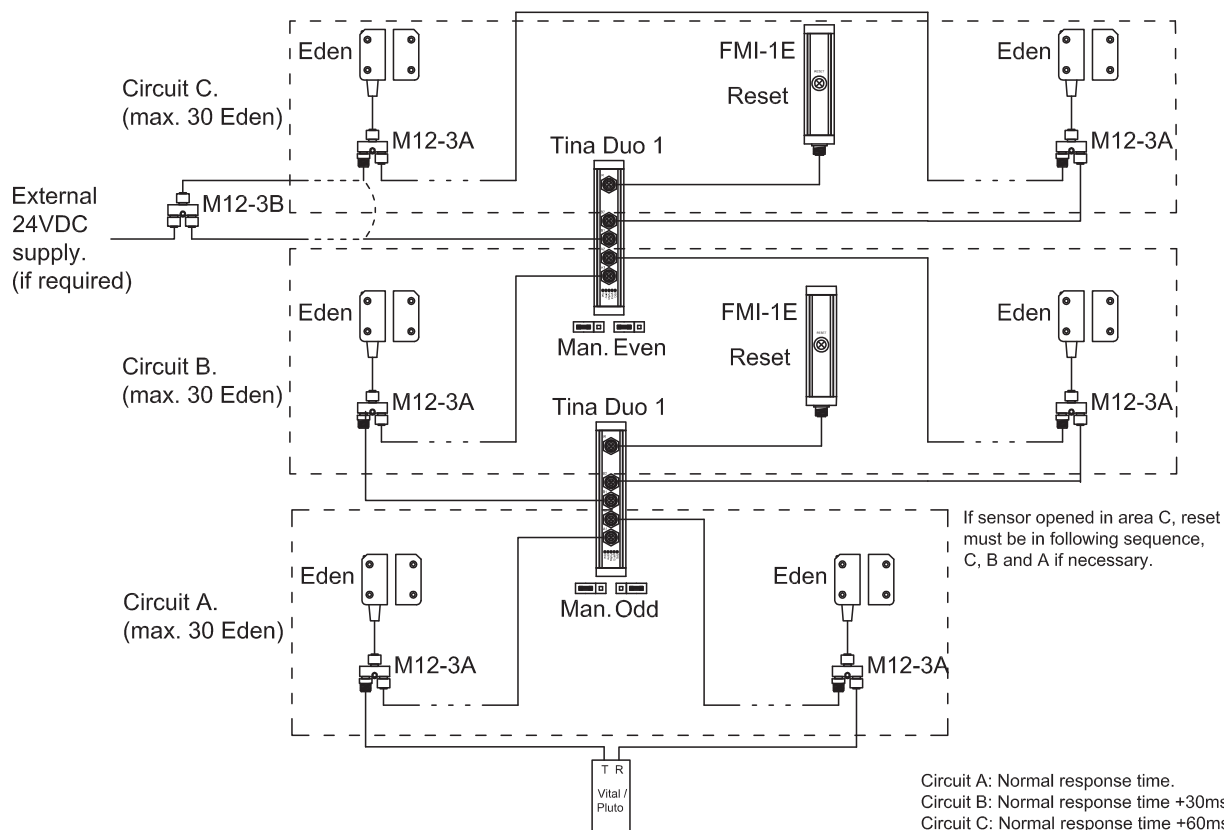 Eden
FMI-1E
Eden
Circuit C.
(max. 30 Eden)
Reset
M12-3A
Tina Duo 1
M12-3A
External
24VDC
supply.
(if required)
M12-3B
Eden
FMI-1E
Eden
Man. Even
Reset
Circuit B.
(max. 30 Eden)
M12-3A
Tina Duo 1
M12-3A
If sensor opened in area C, reset
must be in following sequence,
C, B and A if necessary.
Eden
Eden
Man. Odd
Circuit A.
(max. 30 Eden)
M12-3A
M12-3A
T R
Vital /
Pluto
Circuit A: Normal response time.
Circuit B: Normal response time +30ms
Circuit C: Normal response time +60ms
RESET
RESET